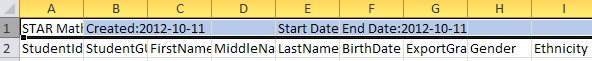 A B C D E F G H I
1 STAR Mat Created:2012-10-11 Start Date End Date:2012-10-11
2 StudentId StudentGU FirstName MiddleNa LastName BirthDate ExportGra Gender Ethnicity